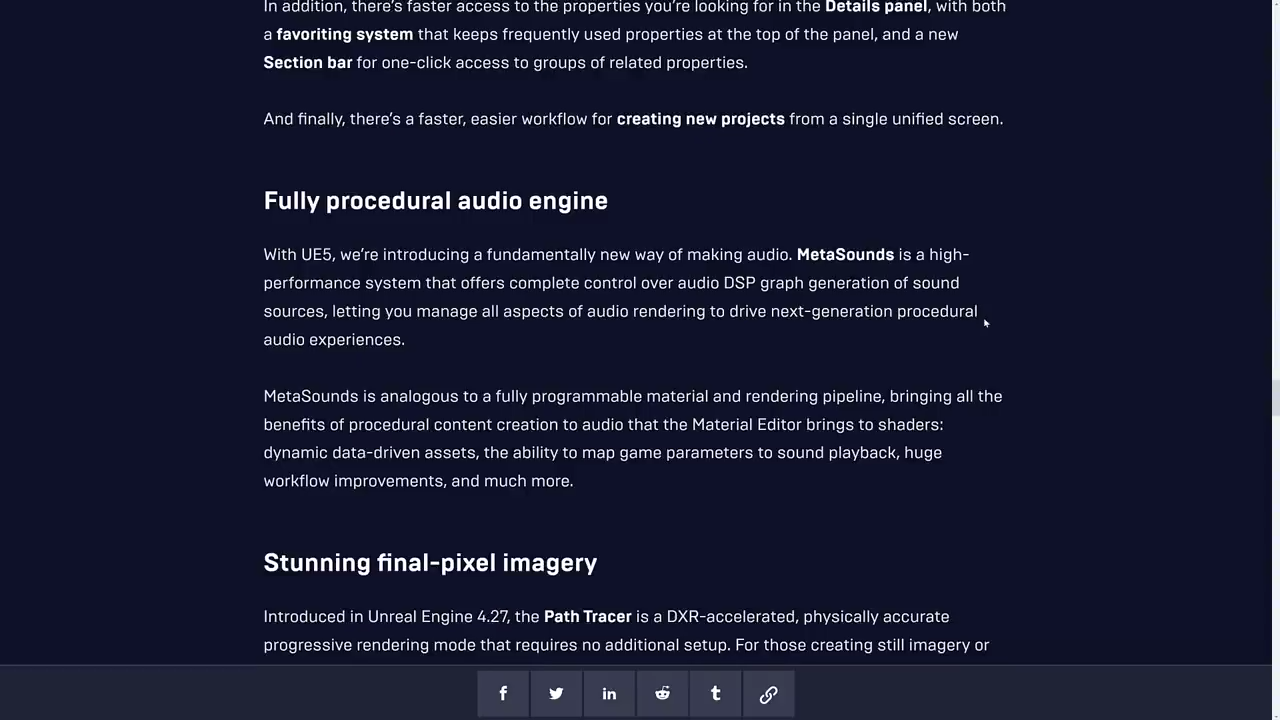 In addition, there's faster access to the properties you're looking for in the Details panel, with both
a favoriting system that keeps frequently used properties at the top of the panel, and a new
Section bar for one-click access to groups of related properties.
And finally, there's a faster, easier workflow for creating new projects from a single unified screen.
Fully procedural audio engine
With UE5, we're introducing a fundamentally new way of making audio. MetaSounds is a high-
performance system that offers complete control over audio DSP graph generation of sound
sources, letting you manage all aspects of audio rendering to drive next-generation procedural
audio experiences.
MetaSounds is analogous to a fully programmable material and rendering pipeline, bringing all the
benefits of procedural content creation to audio that the Material Editor brings to shaders:
dynamic data-driven assets, the ability to map game parameters to sound playback, huge
workflow improvements, and much more.
Stunning final-pixel imagery
Introduced in Unreal Engine 4.27, the Path Tracer is a DXR-accelerated, physically accurate
progressive rendering mode that requires no additional setup. For those creating still imagery or